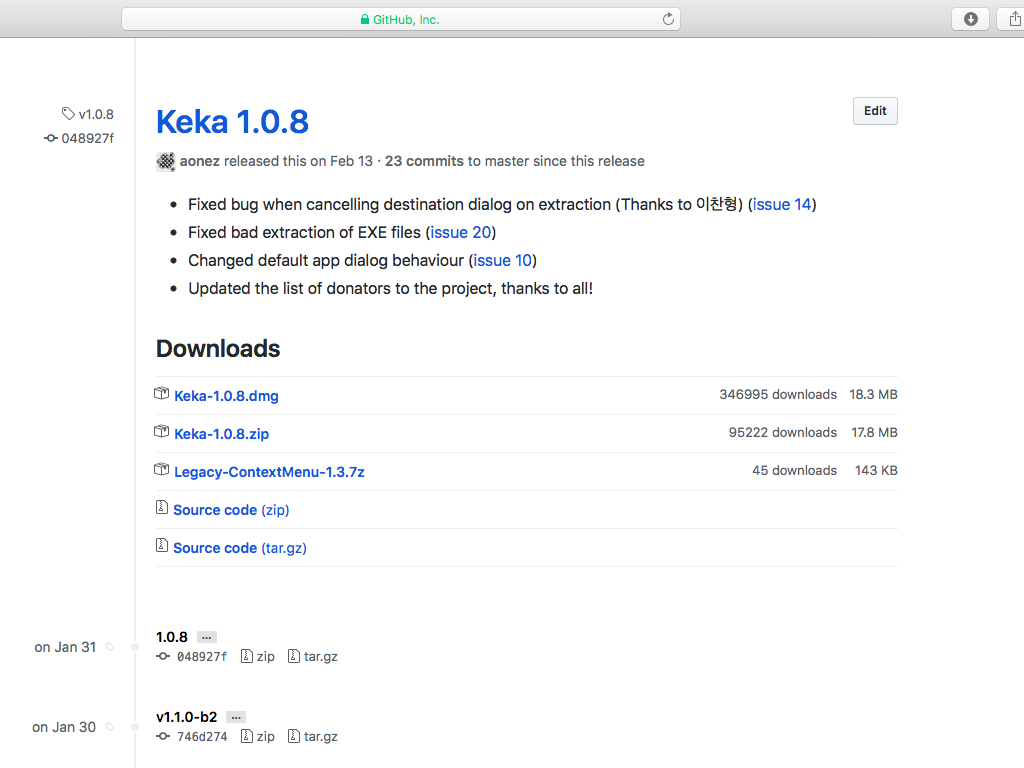 GitHub, Inc.
v1.0.8
048927f
Keka 1.0.8
Edit
aonez released this on Feb 13 · 23 commits to master since this release
• Fixed bug when cancelling destination dialog on extraction (Thanks to 이찬형) (issue 14)
• Fixed bad extraction of EXE files (issue 20)
• Changed default app dialog behaviour (issue 10)
• Updated the list of donators to the project, thanks to all!
Downloads
Keka-1.0.8.dmg 346995 downloads 18.3 MB
Keka-1.0.8.zip 95222 downloads 17.8 MB
Legacy-ContextMenu-1.3.7z 45 downloads 143 KB
Source code (zip)
Source code (tar.gz)
on Jan 31
1.0.8 ...
048927f zip tar.gz
on Jan 30
v1.1.0-b2 ...
746d274 zip tar.gz